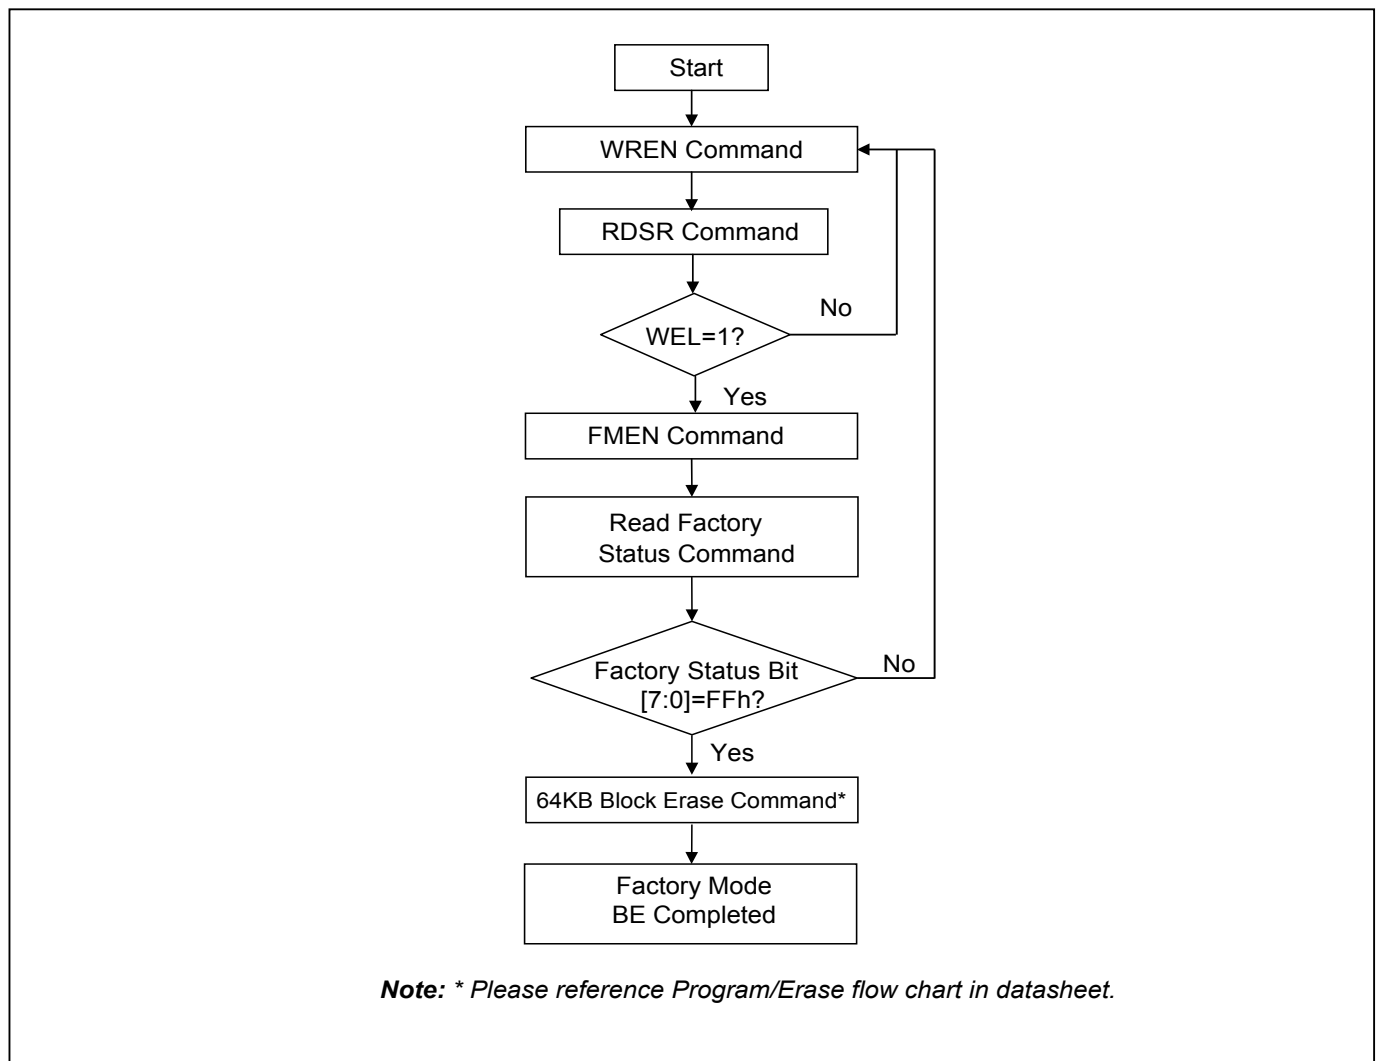 Start
WREN Command
RDSR Command
No
WEL=1?
Yes
FMEN Command
Read Factory
Status Command
Factory Status Bit
[7:0]=FFh?
No
Yes
64KB Block Erase Command*
Factory Mode
BE Completed
Note: * Please reference Program/Erase flow chart in datasheet.